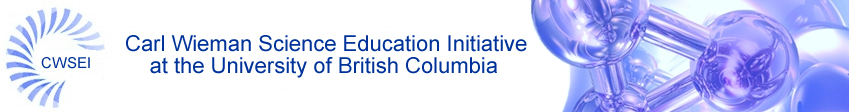 CWSEI
Carl Wieman Science Education Initiative
at the University of British Columbia